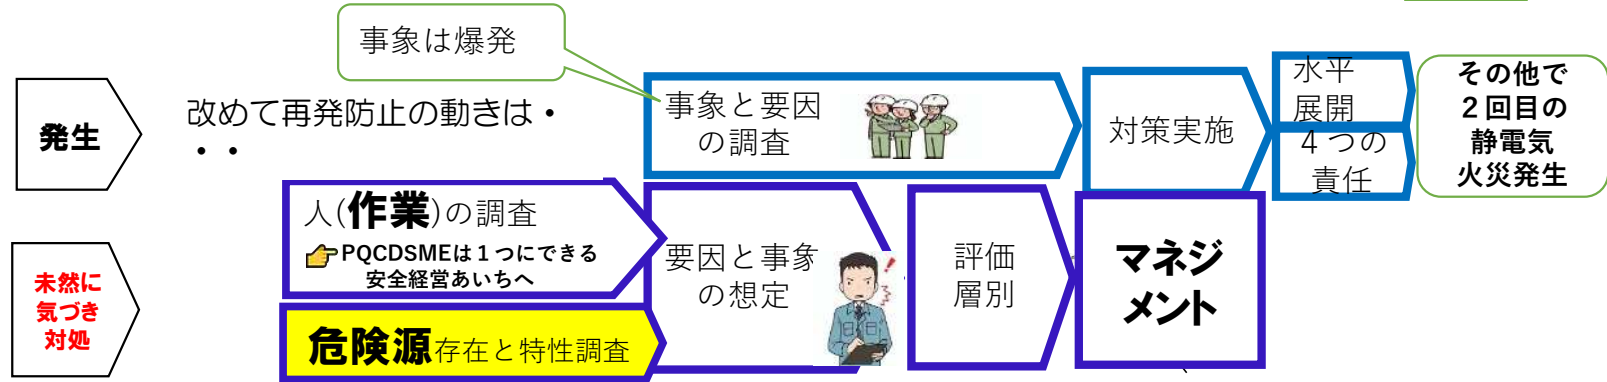 事象は爆発
発生
改めて再発防止の動きは・
・・
事象と要因
の調査
対策実施
水平
展開
４つの
責任
その他で
２回目の
静電気
火災発生
未然に
気づき
対処
人(作業)の調査
👉PQCDSMEは１つにできる
安全経営あいちへ
危険源存在と特性調査
要因と事象
の想定
評価
層別
マネジ
メント